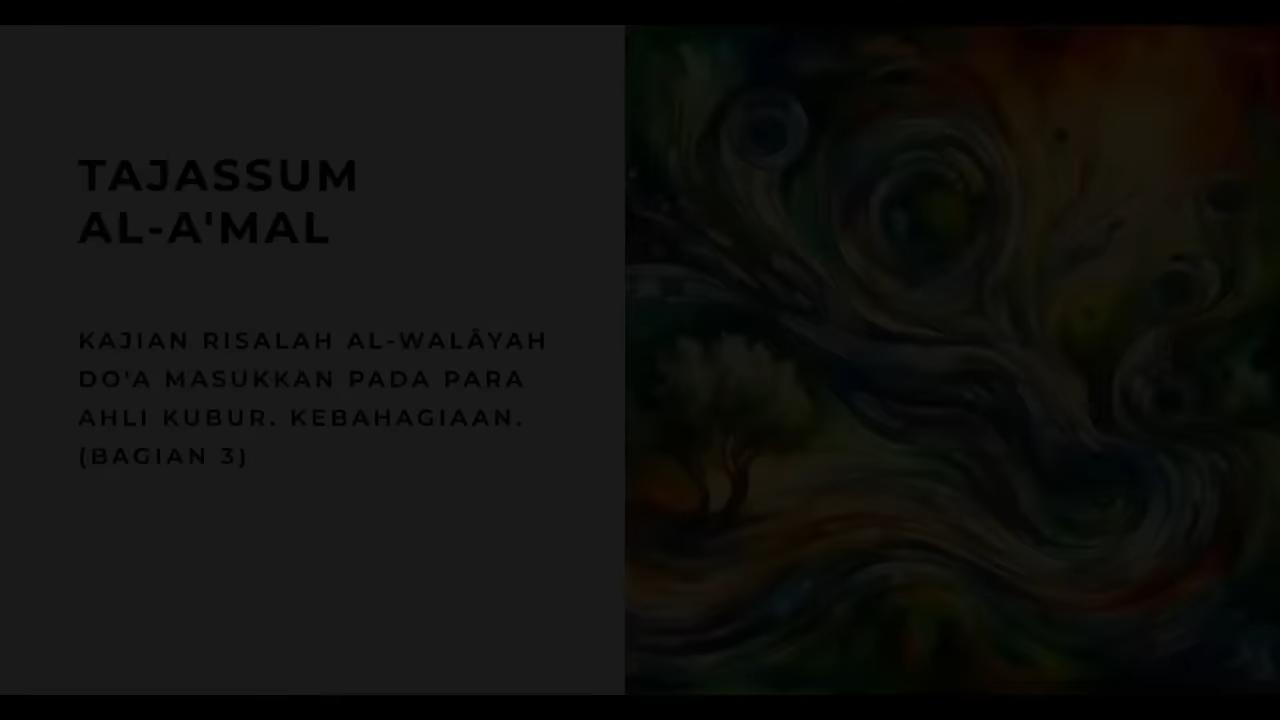 TAJASSUM
AL-A'MAL
KAJIAN RISALAH AL-WALÂYAH
DO'A MASUKKAN PADA PARA
AHLI KUBUR. KEBAHAGIAAN.
(BAGIAN 3)